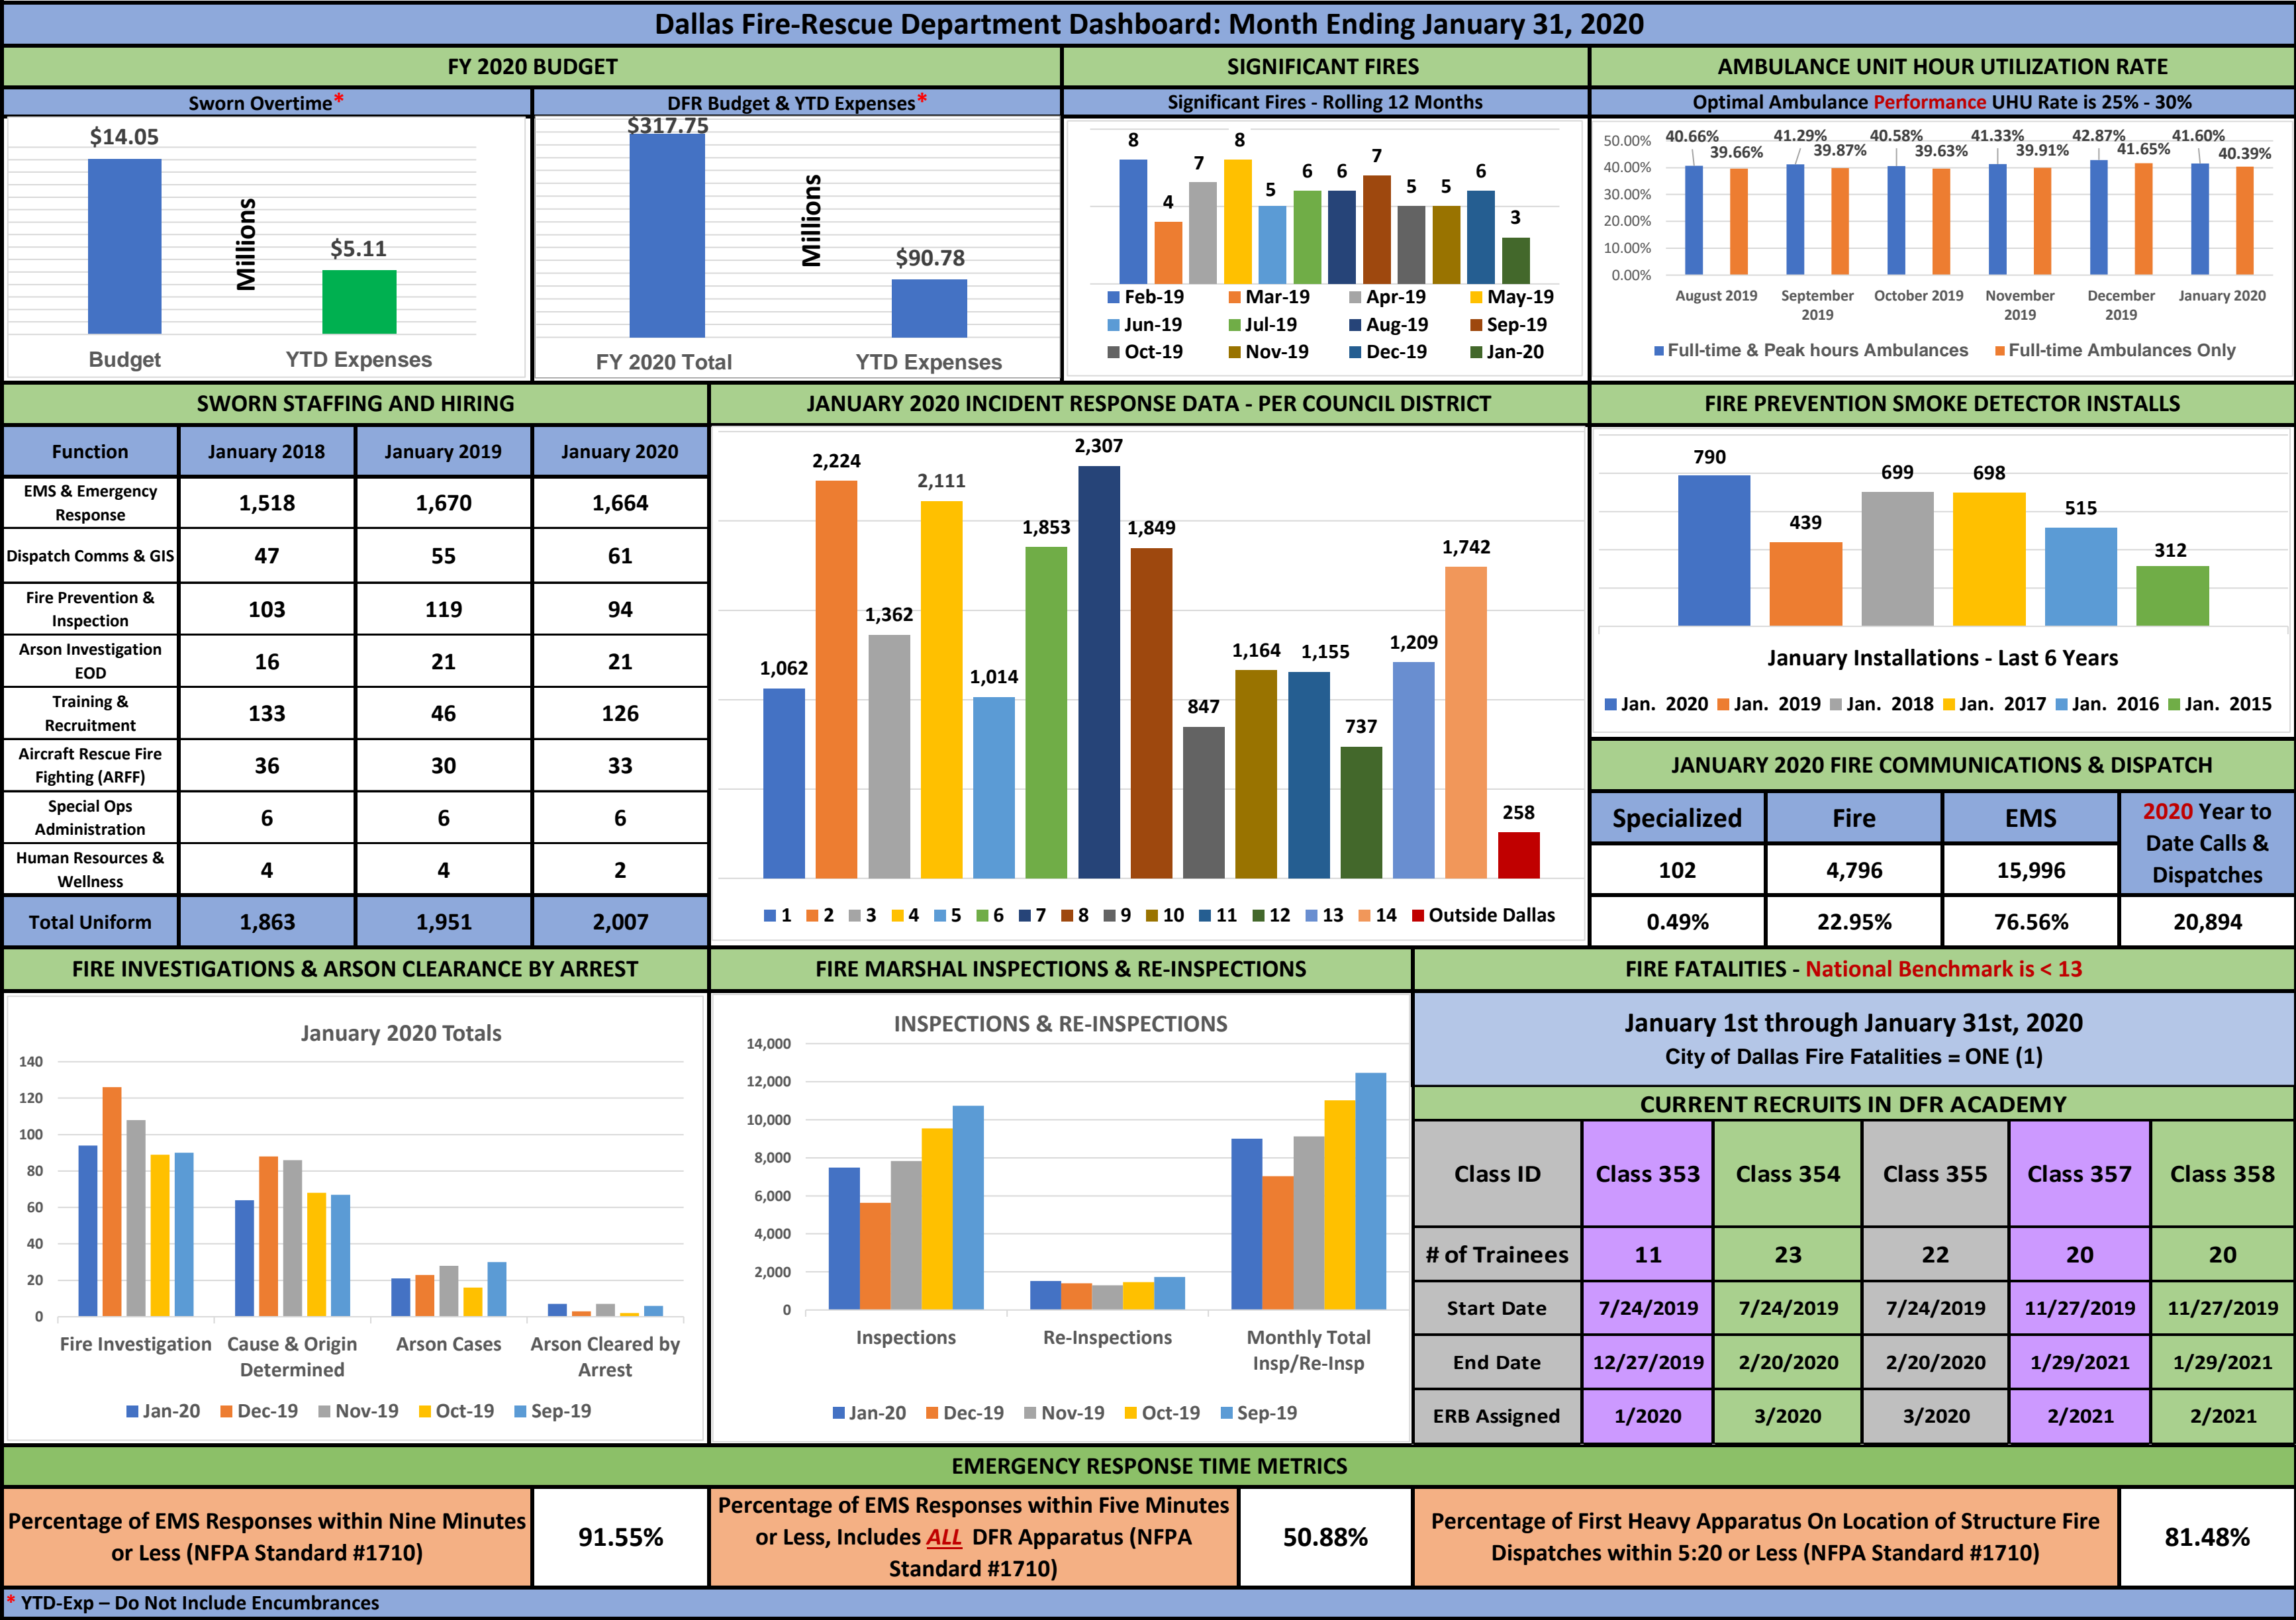 Dallas Fire-Rescue Department Dashboard: Month Ending January 31, 2020
FY 2020 BUDGET
Sworn Overtime*
$14.05
Millions
$5.11
Budget
YTD Expenses
DFR Budget & YTD Expenses*
$317.75
Millions
$90.78
FY 2020 Total
YTD Expenses
SIGNIFICANT FIRES
Significant Fires - Rolling 12 Months
8
4
7
8
5
6
6
7
5
5
6
3
Feb-19 Mar-19 Apr-19 May-19
Jun-19 Jul-19 Aug-19 Sep-19
Oct-19 Nov-19 Dec-19 Jan-20
AMBULANCE UNIT HOUR UTILIZATION RATE
Optimal Ambulance Performance UHU Rate is 25% - 30%
50.00%
40.00%
30.00%
20.00%
10.00%
0.00%
40.66% 41.29% 40.58% 41.33% 42.87% 41.60%
39.66% 39.87% 39.63% 39.91% 41.65% 40.39%
August 2019
September
2019
October 2019
November
2019
December
2019
January 2020
Full-time & Peak hours Ambulances Full-time Ambulances Only
SWORN STAFFING AND HIRING
Function January 2018 January 2019 January 2020
EMS & Emergency
Response
1,518 1,670 1,664
Dispatch Comms & GIS 47 55 61
Fire Prevention &
Inspection
103 119 94
Arson Investigation
EOD
16 21 21
Training &
Recruitment
133 46 126
Aircraft Rescue Fire
Fighting (ARFF)
36 30 33
Special Ops
Administration
6 6 6
Human Resources &
Wellness
4 4 2
Total Uniform 1,863 1,951 2,007
JANUARY 2020 INCIDENT RESPONSE DATA - PER COUNCIL DISTRICT
1,062
2,224
1,362
2,111
1,014
1,853
2,307
1,849
847
1,164
1,155
737
1,209
1,742
258
1 2 3 4 5 6 7 8 9 10 11 12 13 14 Outside Dallas
FIRE PREVENTION SMOKE DETECTOR INSTALLS
790
439
699
698
515
312
January Installations - Last 6 Years
Jan. 2020 Jan. 2019 Jan. 2018 Jan. 2017 Jan. 2016 Jan. 2015
JANUARY 2020 FIRE COMMUNICATIONS & DISPATCH
Specialized Fire EMS
2020 Year to
Date Calls &
Dispatches
102 4,796 15,996
0.49% 22.95% 76.56% 20,894
FIRE INVESTIGATIONS & ARSON CLEARANCE BY ARREST
January 2020 Totals
140
120
100
80
60
40
20
0
Fire Investigation
Cause & Origin
Determined
Arson Cases
Arson Cleared by
Arrest
Jan-20 Dec-19 Nov-19 Oct-19 Sep-19
FIRE MARSHAL INSPECTIONS & RE-INSPECTIONS
INSPECTIONS & RE-INSPECTIONS
14,000
12,000
10,000
8,000
6,000
4,000
2,000
0
Inspections
Re-Inspections
Monthly Total
Insp/Re-Insp
Jan-20 Dec-19 Nov-19 Oct-19 Sep-19
FIRE FATALITIES - National Benchmark is < 13
January 1st through January 31st, 2020
City of Dallas Fire Fatalities = ONE (1)
CURRENT RECRUITS IN DFR ACADEMY
Class ID Class 353 Class 354 Class 355 Class 357 Class 358
# of Trainees 11 23 22 20 20
Start Date 7/24/2019 7/24/2019 7/24/2019 11/27/2019 11/27/2019
End Date 12/27/2019 2/20/2020 2/20/2020 1/29/2021 1/29/2021
ERB Assigned 1/2020 3/2020 3/2020 2/2021 2/2021
EMERGENCY RESPONSE TIME METRICS
Percentage of EMS Responses within Nine Minutes
or Less (NFPA Standard #1710)
91.55%
Percentage of EMS Responses within Five Minutes
or Less, Includes ALL DFR Apparatus (NFPA
Standard #1710)
50.88%
Percentage of First Heavy Apparatus On Location of Structure Fire
Dispatches within 5:20 or Less (NFPA Standard #1710)
81.48%
* YTD-Exp – Do Not Include Encumbrances